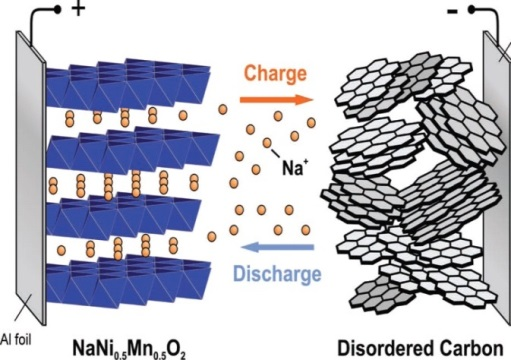 +
-
Charge
Na⁺
Discharge
Al foil
NaNi₀.₅Mn₀.₅O₂
Disordered Carbon